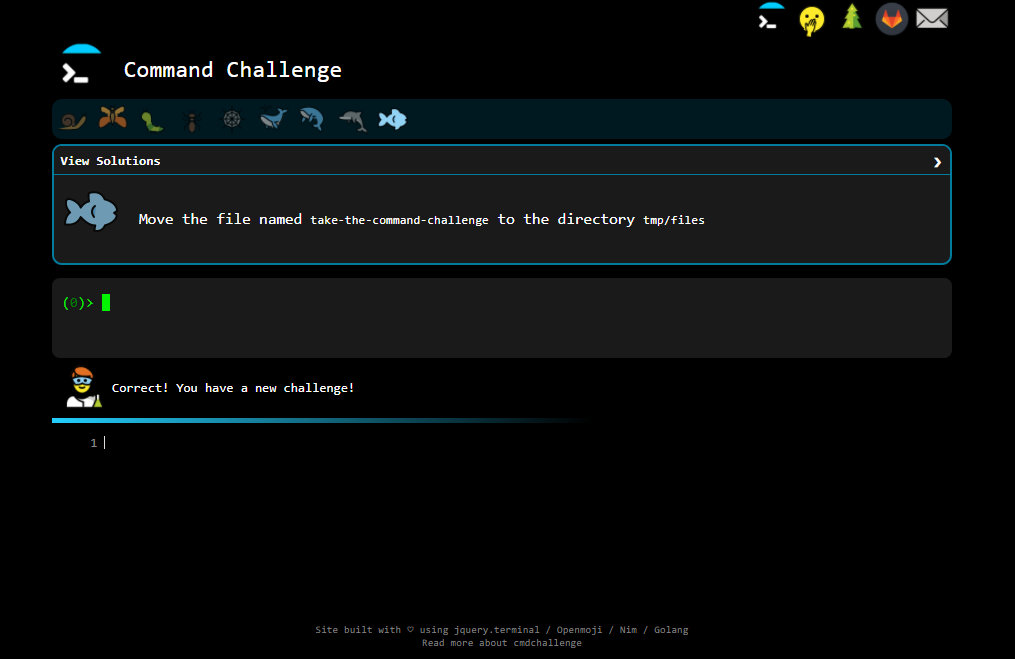 Command Challenge
View Solutions
Move the file named take-the-command-challenge to the directory tmp/files
(0)>
Correct! You have a new challenge!
1
Site built with ♡ using jquery.terminal / Openmoji / Nim / Golang
Read more about cmdchallenge